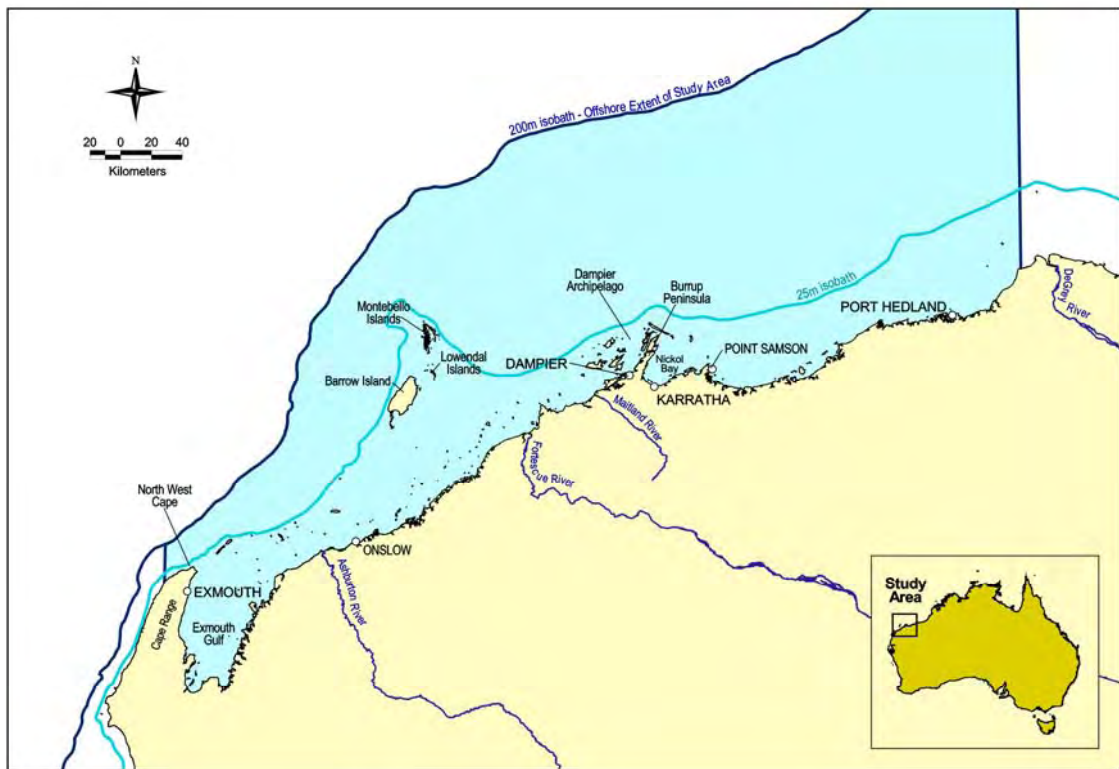 N
20 0 20 40
Kilometers
200m isobath - Offshore Extent of Study Area
25m isobath
Dampier
Archipelago
Burrup
Peninsula
DeGrey
River
Montebello
Islands
PORT HEDLAND
Lowendal
Islands
DAMPIER
Nickol
Bay
POINT SAMSON
Barrow Island
KARRATHA
Maitland River
Fortescue River
North West
Cape
ONSLOW
Ashburton River
EXMOUTH
Cape Range
Exmouth
Gulf
Study
Area